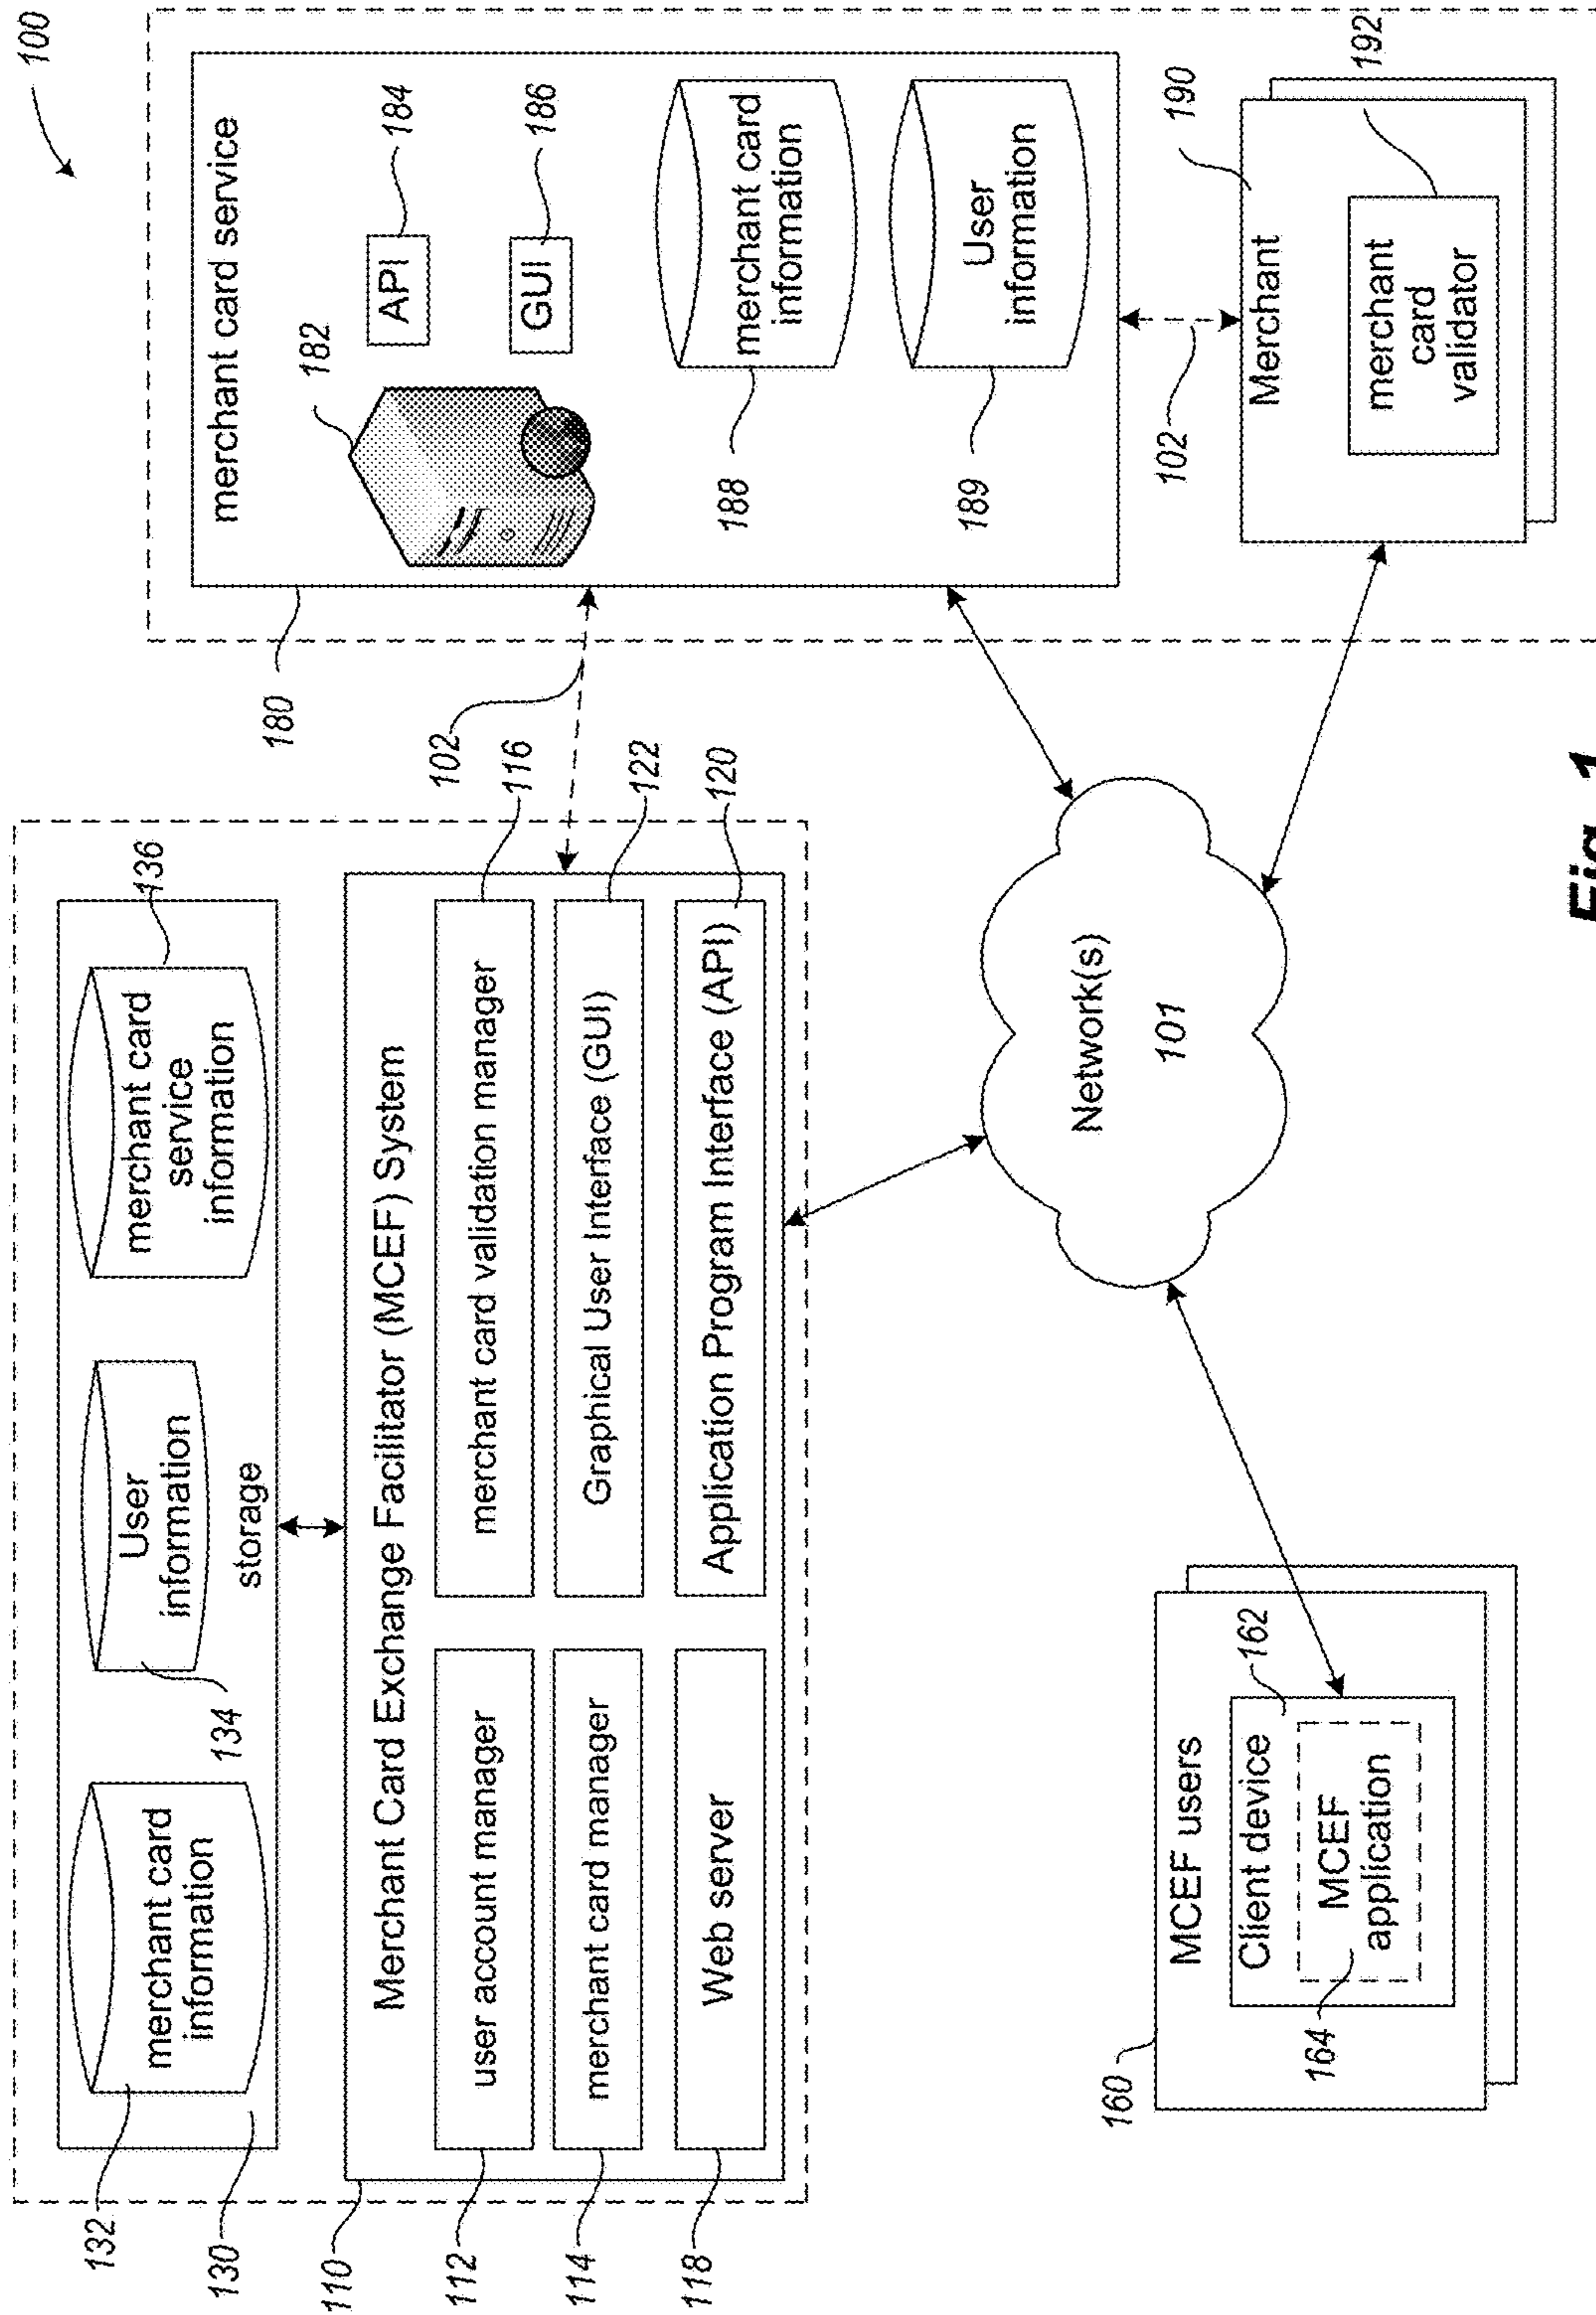 100
132
130
merchant card
information
134
User
information
storage
136
merchant card
service
information
110
Merchant Card Exchange Facilitator (MCEF) System
112
user account manager
merchant card validation manager
116
114
merchant card manager
Graphical User Interface (GUI)
122
118
Web server
Application Program Interface (API)
120
102
180
merchant card service
182
API
184
GUI
186
188
merchant card
information
189
User
information
102
Merchant
190
merchant
card
validator
192
Network(s)
101
160
MCEF users
Client device
162
MCEF
application
164
Fig. 1